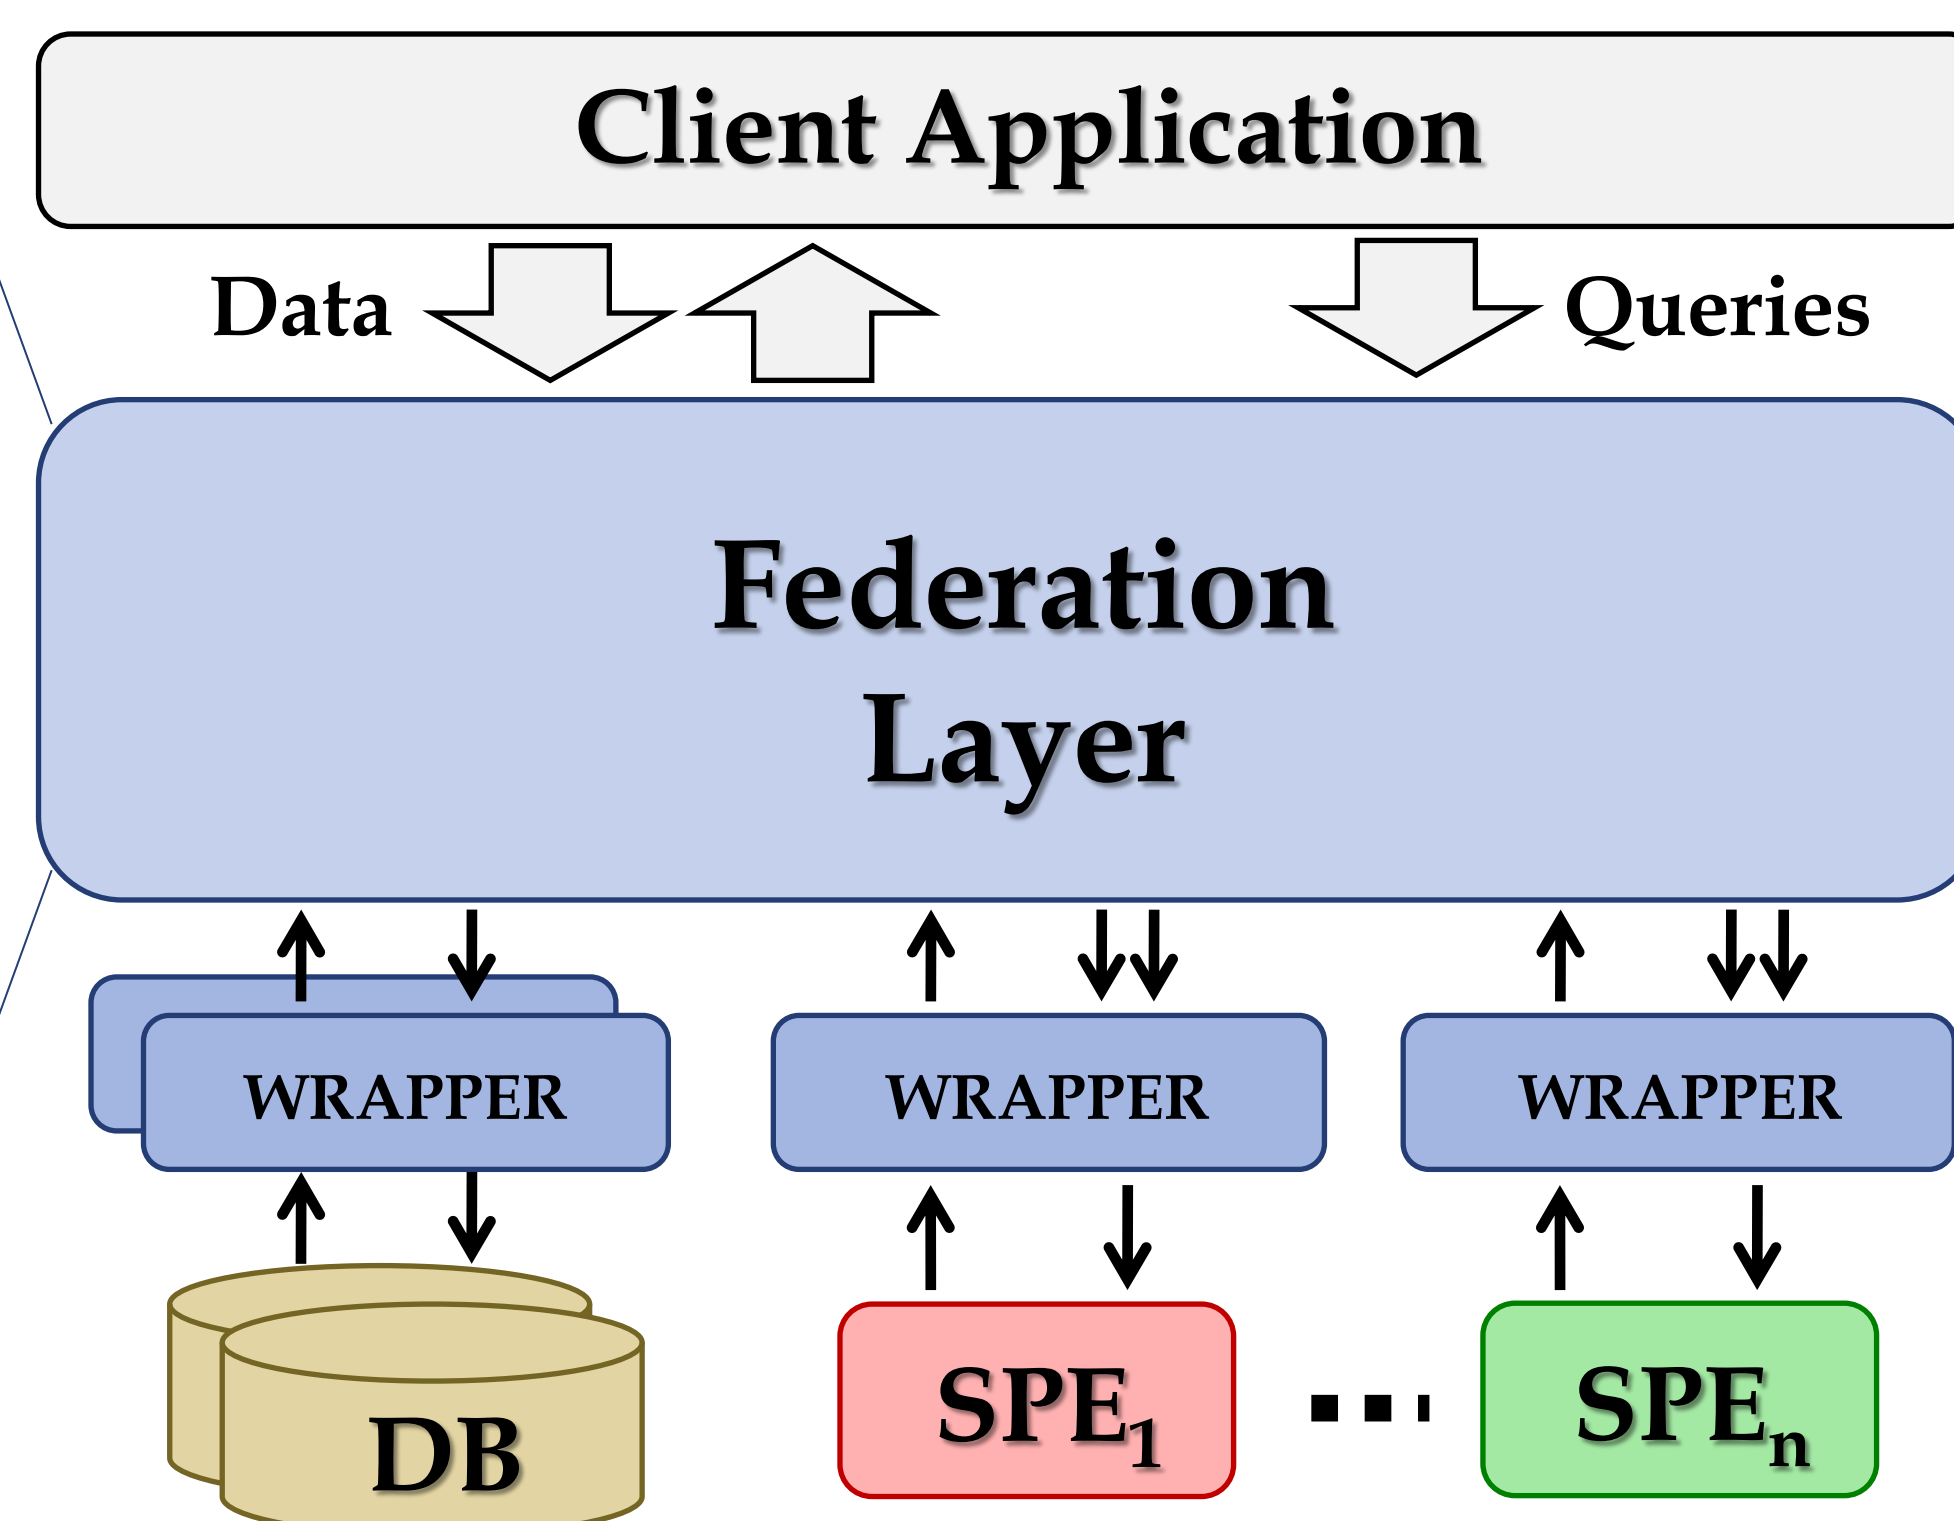 Client Application
Data
Queries
Federation
Layer
WRAPPER
WRAPPER
WRAPPER
DB
SPE1
SPEn